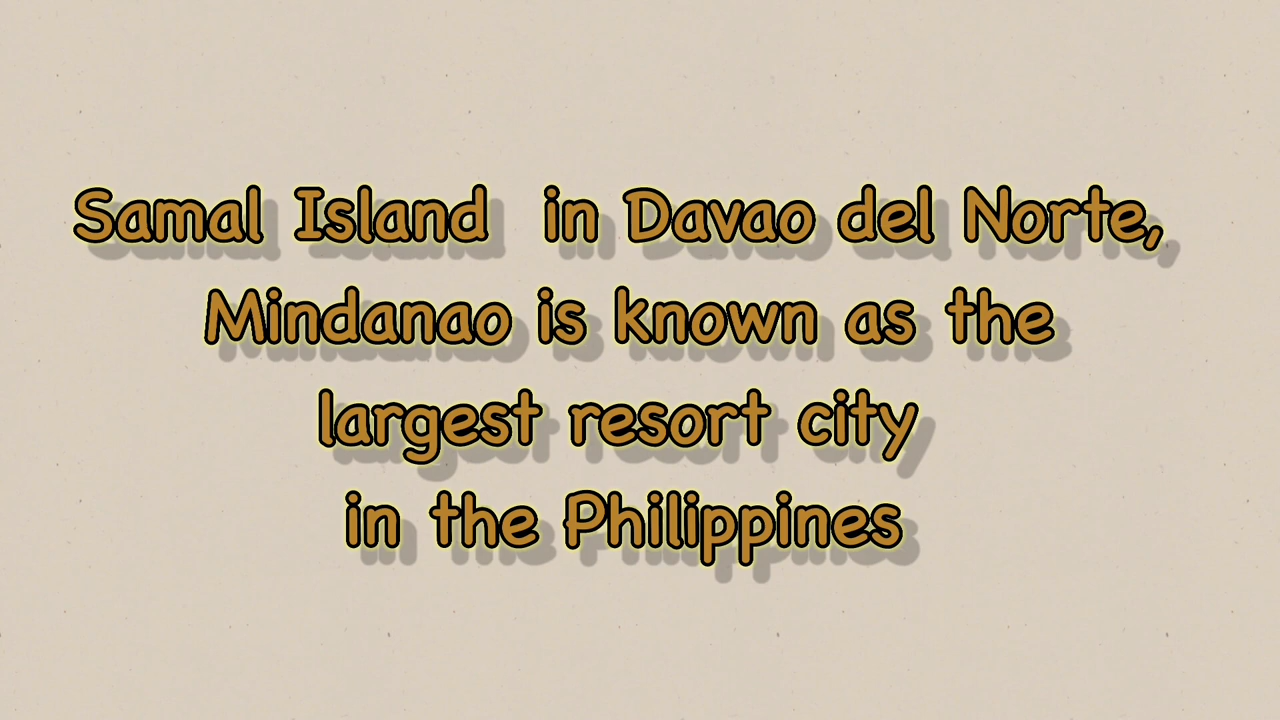 Samal Island  in Davao del Norte,
Mindanao is known as the
largest resort city
in the Philippines